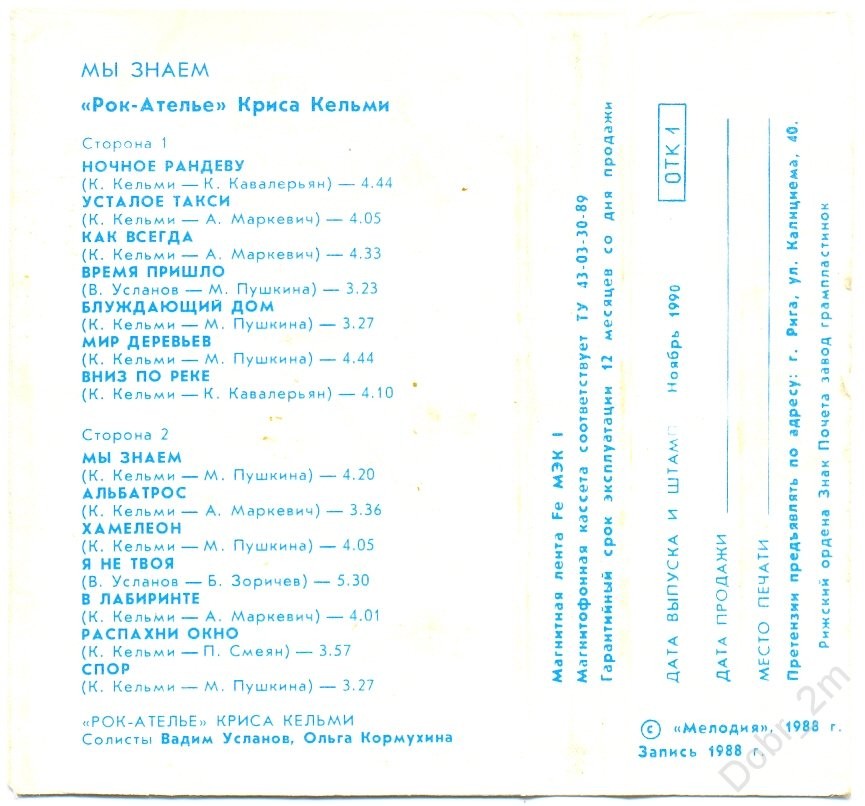 МЫ ЗНАЕМ
«Рок-Ателье» Криса Кельми
Сторона 1
НОЧНОЕ РАНДЕВУ
(К. Кельми — К. Кавалерьян) — 4.44
УСТАЛОЕ ТАКСИ
(К. Кельми — А. Маркевич) — 4.05
КАК ВСЕГДА
(К. Кельми — А. Маркевич) — 4.33
ВРЕМЯ ПРИШЛО
(В. Усланов — М. Пушкина) — 3.23
БЛУЖДАЮЩИЙ ДОМ
(К. Кельми — М. Пушкина) — 3.27
МИР ДЕРЕВЬЕВ
(К. Кельми — М. Пушкина) — 4.44
ВНИЗ ПО РЕКЕ
(К. Кельми — К. Кавалерьян) — 4.10
Сторона 2
МЫ ЗНАЕМ
(К. Кельми — М. Пушкина) — 4.20
АЛЬБАТРОС
(К. Кельми — А. Маркевич) — 3.36
ХАМЕЛЕОН
(К. Кельми — М. Пушкина) — 4.05
Я НЕ ТВОЯ
(В. Усланов — Б. Зоричев) — 5.30
В ЛАБИРИНТЕ
(К. Кельми — А. Маркевич) — 4.01
РАСПАХНИ ОКНО
(К. Кельми — П. Смеян) — 3.57
СПОР
(К. Кельми — М. Пушкина) — 3.27
«РОК-АТЕЛЬЕ» КРИСА КЕЛЬМИ
Солисты Вадим Усланов, Ольга Кормухина
Магнитная лента Fe МЭК I
Магнитофонная кассета соответствует ТУ 43-03-30-89
Гарантийный срок эксплуатации 12 месяцев со дня продажи
ДАТА ВЫПУСКА И ШТАМП Ноябрь 1990 ОТК 1
ДАТА ПРОДАЖИ
МЕСТО ПЕЧАТИ
Претензии предъявлять по адресу: г. Рига, ул. Калнциема, 40.
Рижский ордена Знак Почета завод грампластинок
© «Мелодия», 1988 г.
Запись 1988 г.
Dobry_2m